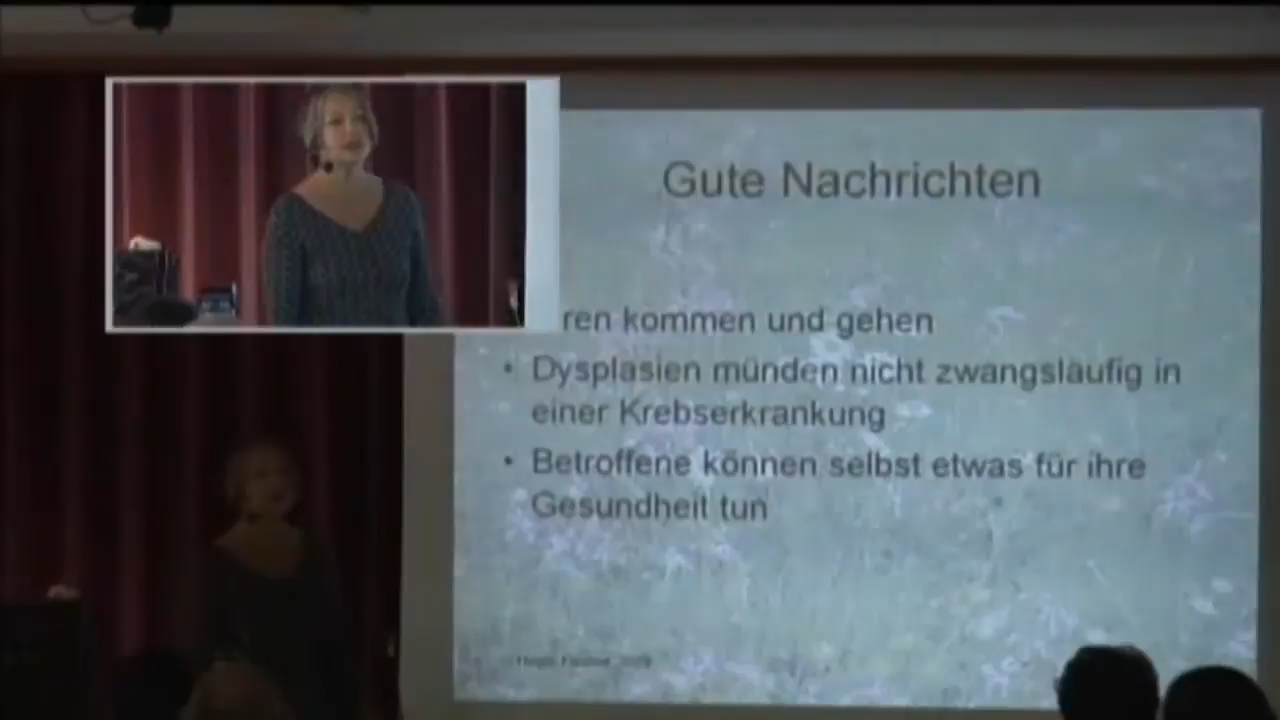 Gute Nachrichten
ren kommen und gehen
• Dysplasien münden nicht zwangsläufig in
einer Krebserkrankung
• Betroffene können selbst etwas für ihre
Gesundheit tun